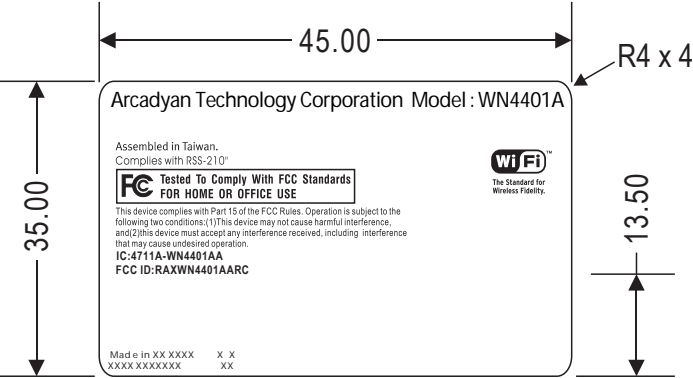 45.00
R4 x 4
Arcadyan Technology Corporation Model : WN4401A
Assembled in Taiwan.
Complies with RSS-210"
FC Tested To Comply With FCC Standards
FOR HOME OR OFFICE USE
Wi Fi ™
The Standard for
Wireless Fidelity.
This device complies with Part 15 of the FCC Rules. Operation is subject to the
following two conditions:(1)This device may not cause harmful interference,
and(2)this device must accept any interference received, including interference
that may cause undesired operation.
IC:4711A-WN4401AA
FCC ID:RAXWN4401AARC
35.00
13.50
Made in XX XXXX X X
XXXX XXXXXXX XX